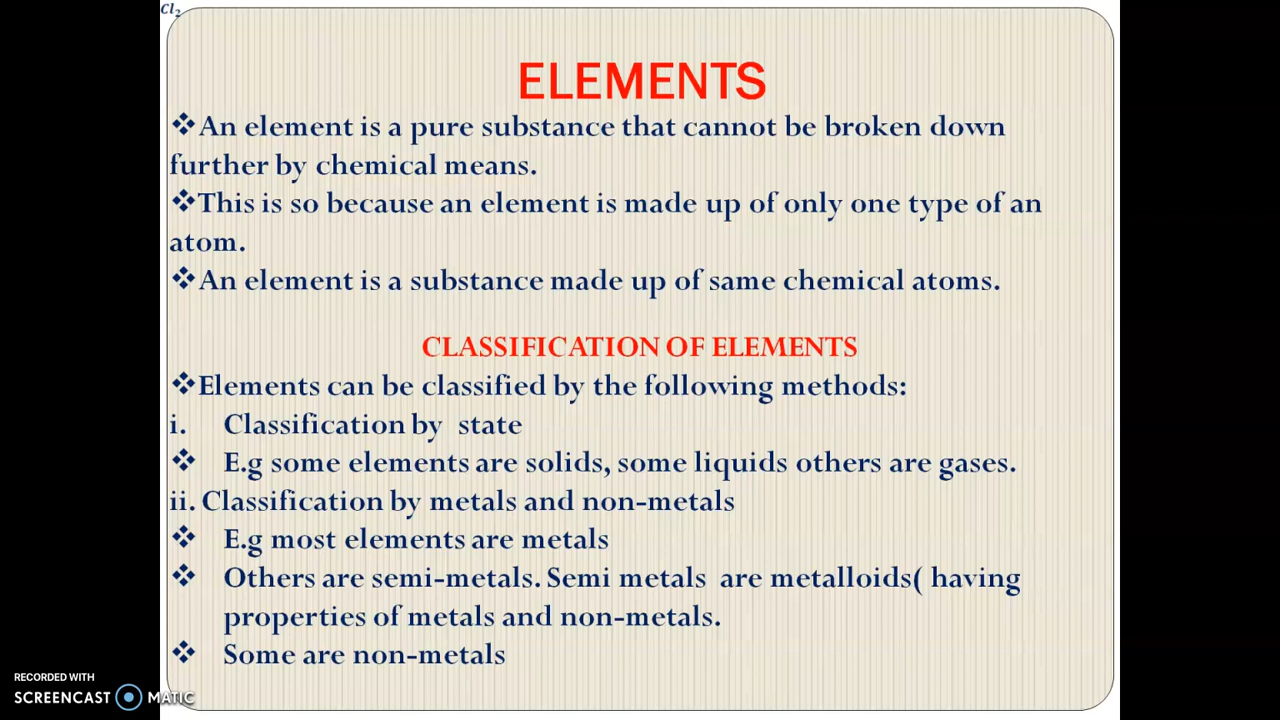 Cl₂
ELEMENTS
❖An element is a pure substance that cannot be broken down
further by chemical means.
❖This is so because an element is made up of only one type of an
atom.
❖An element is a substance made up of same chemical atoms.
CLASSIFICATION OF ELEMENTS
❖Elements can be classified by the following methods:
i. Classification by state
❖ E.g some elements are solids, some liquids others are gases.
ii. Classification by metals and non-metals
❖ E.g most elements are metals
❖ Others are semi-metals. Semi metals are metalloids( having
properties of metals and non-metals.
❖ Some are non-metals
RECORDED WITH
SCREENCAST MATIC